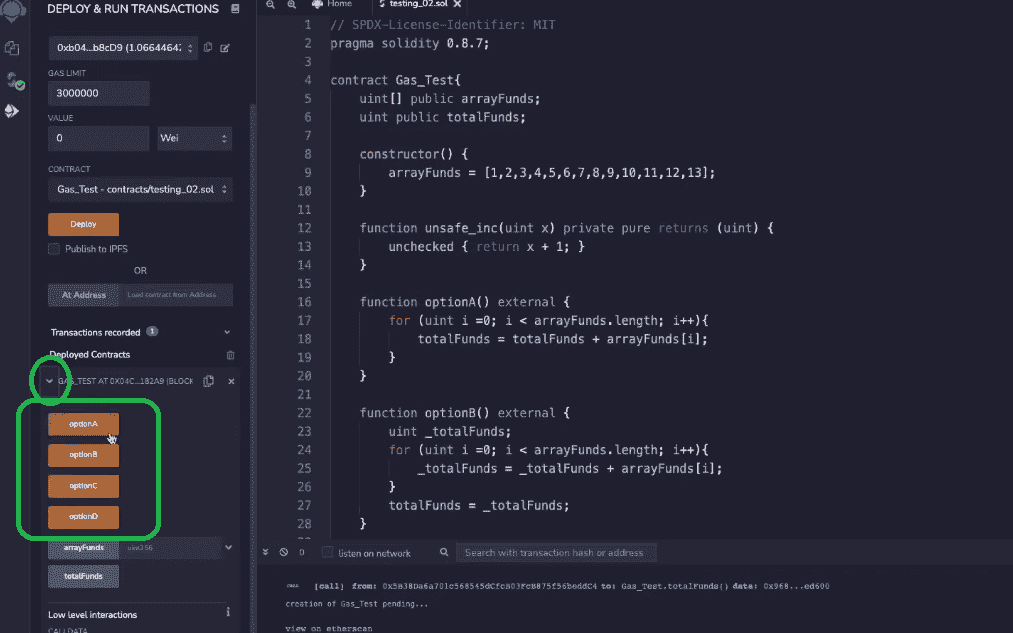 DEPLOY & RUN TRANSACTIONS
0xb04...b8cD9 (1.06644647
GAS LIMIT
3000000
VALUE
0 Wei
CONTRACT
Gas_Test - contracts/testing_02.sol
Deploy
Publish to IPFS
OR
At Address Load contract from Address
Transactions recorded 1
Deployed Contracts
GAS_TEST AT 0X04C...182A9 (BLOCK
optionA
optionB
optionC
optionD
arrayFunds uint256
totalFunds
Low level interactions i
CALLDATA
Home testing_02.sol
1 // SPDX-License-Identifier: MIT
2 pragma solidity 0.8.7;
3
4 contract Gas_Test{
5 uint[] public arrayFunds;
6 uint public totalFunds;
7
8 constructor() {
9 arrayFunds = [1,2,3,4,5,6,7,8,9,10,11,12,13];
10 }
11
12 function unsafe_inc(uint x) private pure returns (uint) {
13 unchecked { return x + 1; }
14 }
15
16 function optionA() external {
17 for (uint i =0; i < arrayFunds.length; i++){
18 totalFunds = totalFunds + arrayFunds[i];
19 }
20 }
21
22 function optionB() external {
23 uint _totalFunds;
24 for (uint i =0; i < arrayFunds.length; i++){
25 _totalFunds = _totalFunds + arrayFunds[i];
26 }
27 totalFunds = _totalFunds;
28 }
0 listen on network Search with transaction hash or address
[call] from: 0x5B38Da6a701c568545dCfcB03FcB875f56beddC4 to: Gas_Test.totalFunds() data: 0x968...ed600
creation of Gas_Test pending...
view on etherscan